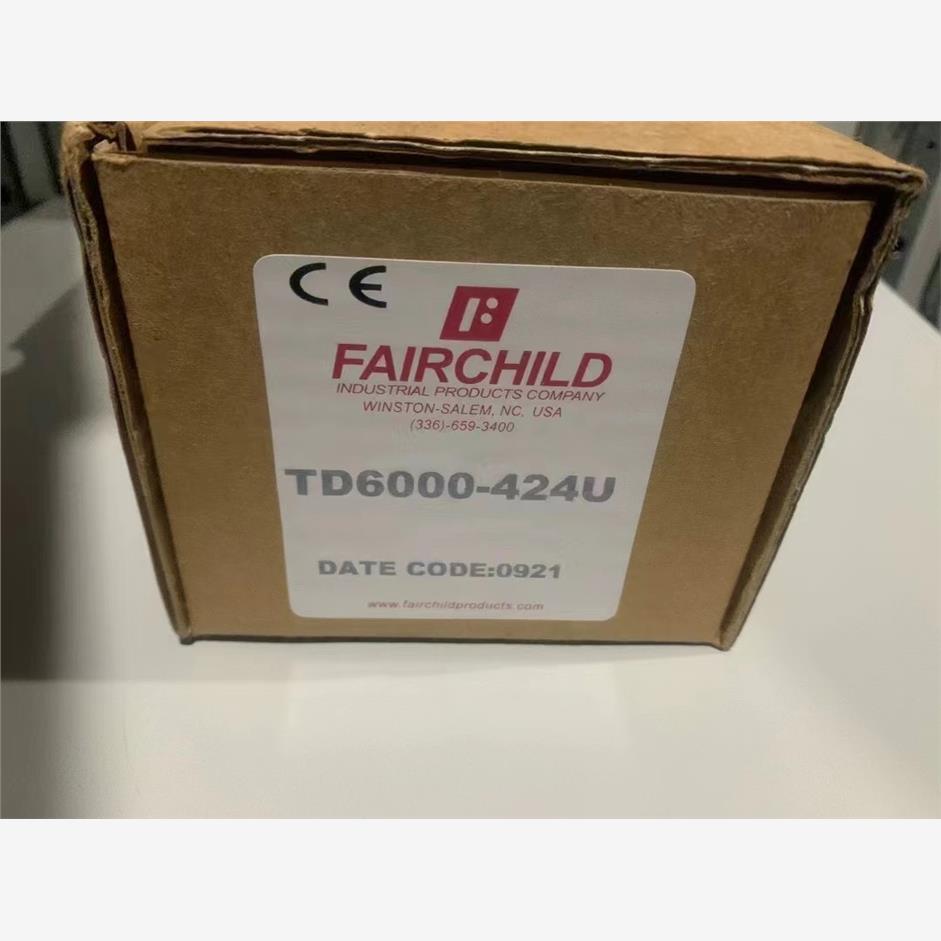 CE
FAIRCHILD
INDUSTRIAL PRODUCTS COMPANY
WINSTON-SALEM, NC. USA
(336)-659-3400
TD6000-424U
DATE CODE:0921
www.fairchildproducts.com